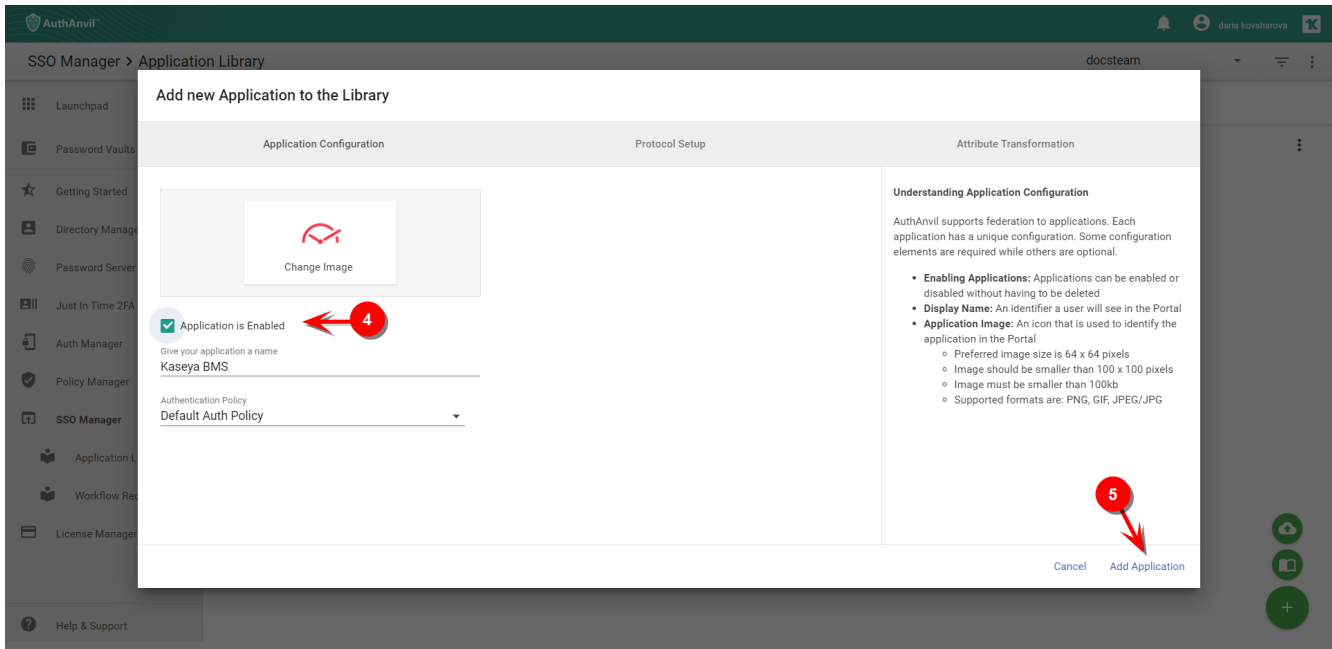 AuthAnvil™
daria kovsharova
SSO Manager > Application Library
docsteam
Launchpad
Password Vaults
Getting Started
Directory Manage
Password Server
Just In Time 2FA
Auth Manager
Policy Manager
SSO Manager
Application L
Workflow Rec
License Manager
Help & Support
Add new Application to the Library
Application Configuration
Protocol Setup
Attribute Transformation
Change Image
Application is Enabled
4
Give your application a name
Kaseya BMS
Authentication Policy
Default Auth Policy
Understanding Application Configuration
AuthAnvil supports federation to applications. Each
application has a unique configuration. Some configuration
elements are required while others are optional.
• Enabling Applications: Applications can be enabled or
disabled without having to be deleted
• Display Name: An identifier a user will see in the Portal
• Application Image: An icon that is used to identify the
application in the Portal
○ Preferred image size is 64 x 64 pixels
○ Image should be smaller than 100 x 100 pixels
○ Image must be smaller than 100kb
○ Supported formats are: PNG, GIF, JPEG/JPG
5
Cancel
Add Application